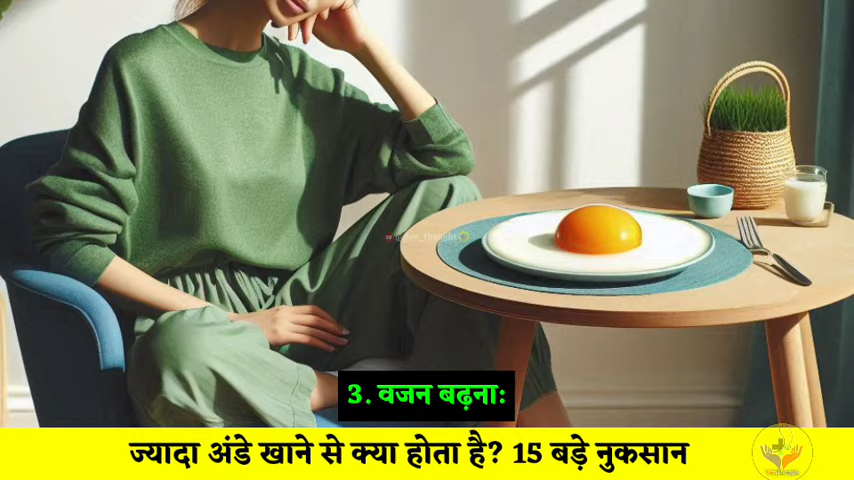 3. वजन बढ़ना:
ज्यादा अंडे खाने से क्या होता है? 15 बड़े नुकसान